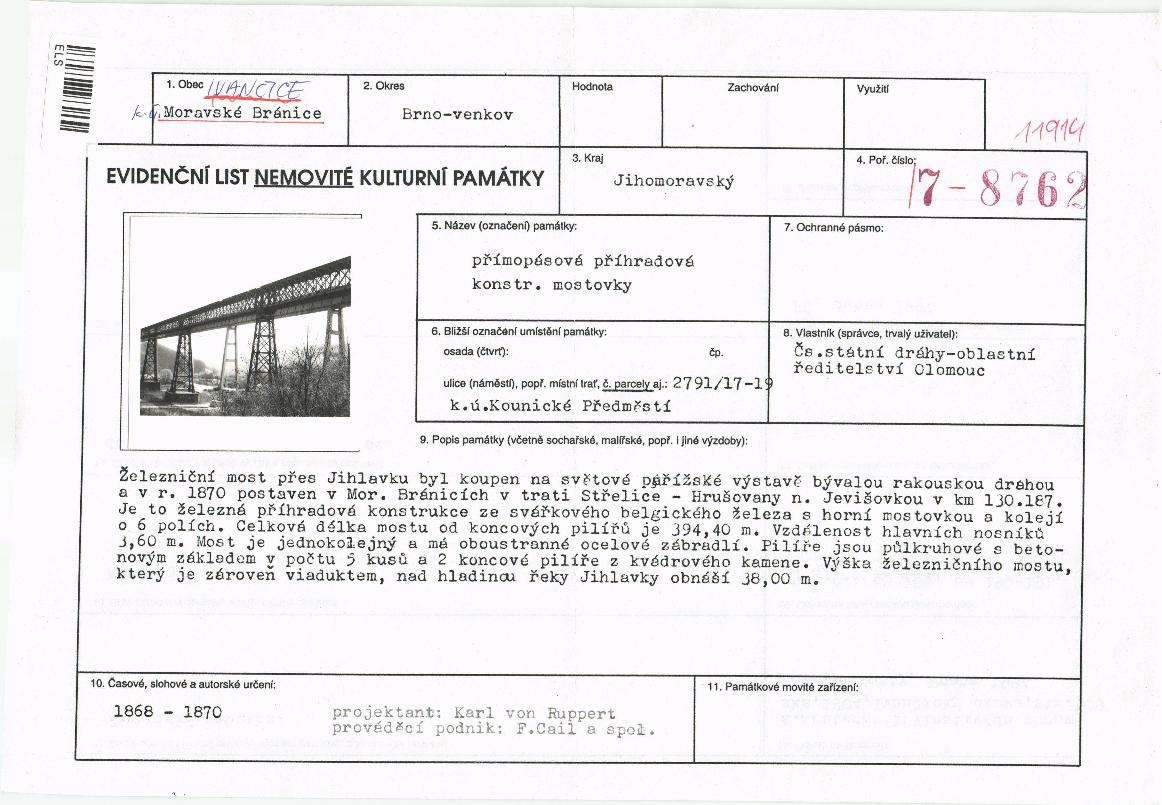 ELS
1. Obec IVANČICE
k.ú. Moravské Bránice
2. Okres
Brno-venkov
Hodnota
Zachování
Využití
11914
EVIDENČNÍ LIST NEMOVITÉ KULTURNÍ PAMÁTKY
3. Kraj
Jihomoravský
4. Poř. číslo:
7-8762
5. Název (označení) památky:
přímopásová příhradová
konstr. mostovky
7. Ochranné pásmo:
6. Bližší označení umístění památky:
osada (čtvrť): čp.
ulice (náměstí), popř. místní trať, č. parcely aj.: 2791/17-19
k.ú.Kounické Předměstí
8. Vlastník (správce, trvalý uživatel):
Čs.státní dráhy-oblastní
ředitelství Olomouc
9. Popis památky (včetně sochařské, malířské, popř. i jiné výzdoby):
Železniční most přes Jihlavku byl koupen na světové pařížské výstavě bývalou rakouskou dráhou
a v r. 1870 postaven v Mor. Bránicích v trati Střelice - Hrušovany n. Jevišovkou v km 130.187.
Je to železná příhradová konstrukce ze svářkového belgického železa s horní mostovkou a kolejí
o 6 polích. Celková délka mostu od koncových pilířů je 394,40 m. Vzdálenost hlavních nosníků
3,60 m. Most je jednokolejný a má oboustranné ocelové zábradlí. Pilíře jsou půlkruhové s beto-
novým základem v počtu 5 kusů a 2 koncové pilíře z kvádrového kamene. Výška železničního mostu,
který je zároveň viaduktem, nad hladinou řeky Jihlavky obnáší 38,00 m.
10. Časové, slohové a autorské určení:
1868 - 1870
projektant: Karl von Ruppert
prováděcí podnik: F.Cail a spol.
11. Památkové movité zařízení: